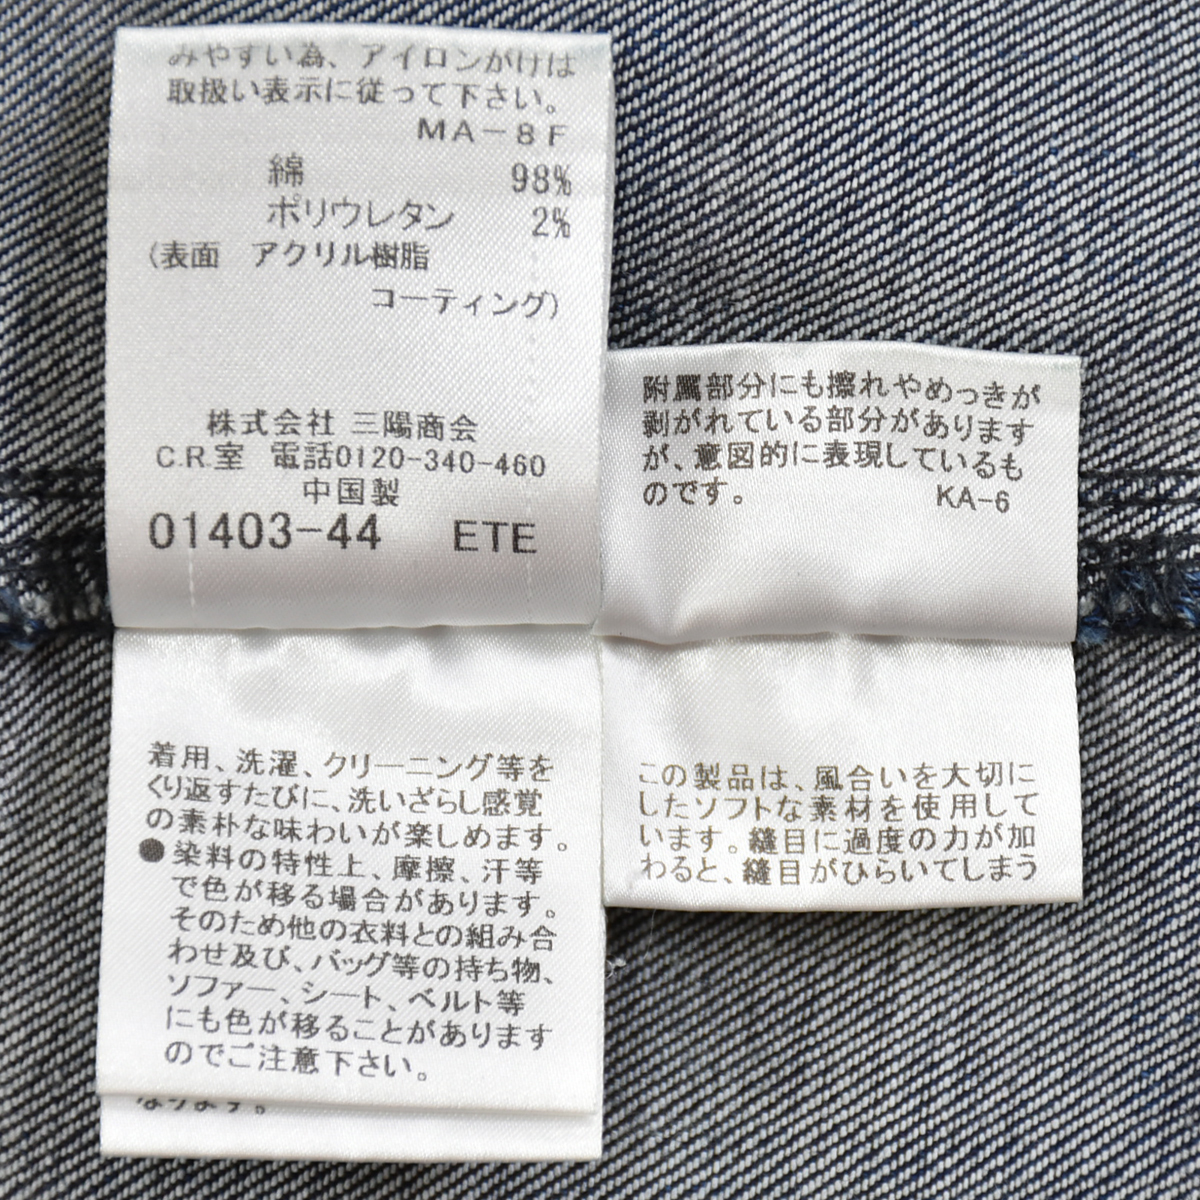 みやすい為、アイロンがけは
取扱い表示に従って下さい。
MA-8F
綿 98%
ポリウレタン 2%
(表面 アクリル樹脂
コーティング)
株式会社 三陽商会
C.R.室 電話0120-340-460
中国製
01403-44 ETE
附属部分にも擦れやめっきが
剥がれている部分があります
が、意図的に表現しているも
のです。 KA-6
着用、洗濯、クリーニング等を
くり返すたびに、洗いざらし感覚
の素朴な味わいが楽しめます。
●染料の特性上、摩擦、汗等
で色が移る場合があります。
そのため他の衣料との組み合
わせ及び、バッグ等の持ち物、
ソファー、シート、ベルト等
にも色が移ることがあります
のでご注意下さい。
なります。
この製品は、風合いを大切に
したソフトな素材を使用して
います。縫目に過度の力が加
わると、縫目がひらいてしまう